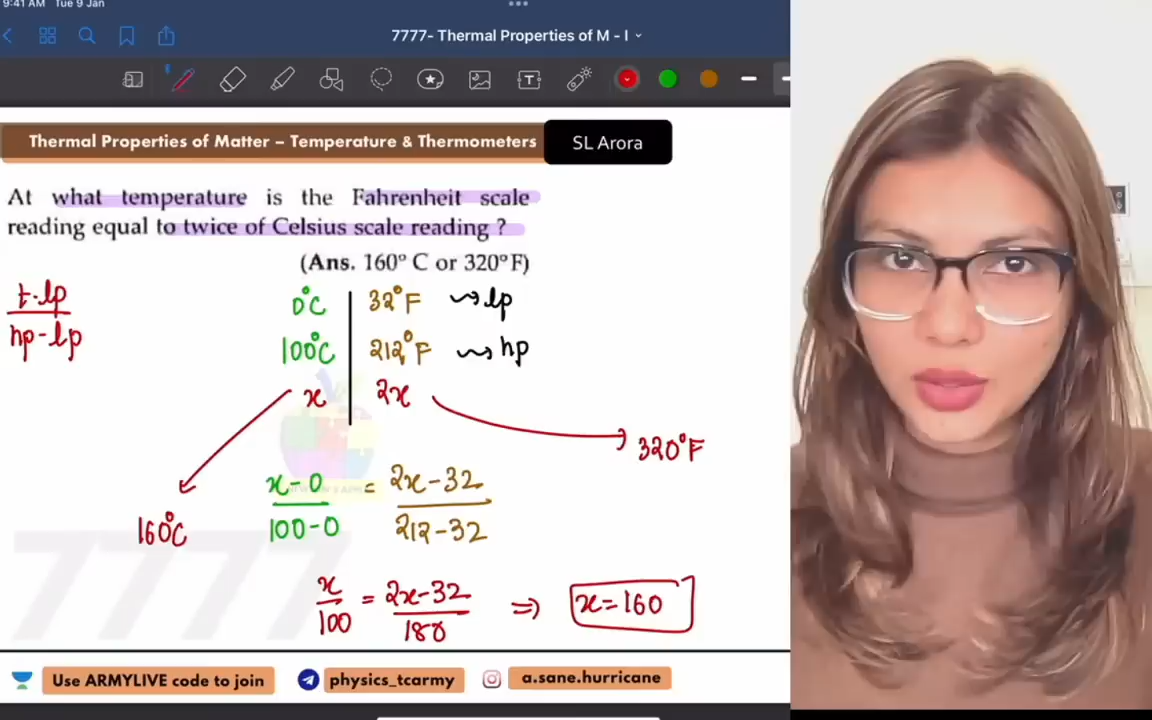 9:41 AM Tue 9 Jan
7777- Thermal Properties of M - I
T
Thermal Properties of Matter – Temperature & Thermometers
SL Arora
At what temperature is the Fahrenheit scale
reading equal to twice of Celsius scale reading ?
(Ans. 160° C or 320°F)
t-lp
hp-lp
0°C 32°F → lp
100°C 212°F → hp
x 2x
320°F
160°C
x-0 = 2x-32
100-0 212-32
x = 2x-32 ⇒ x=160
100 180
7777
Use ARMYLIVE code to join
physics_tcarmy
a.sane.hurricane